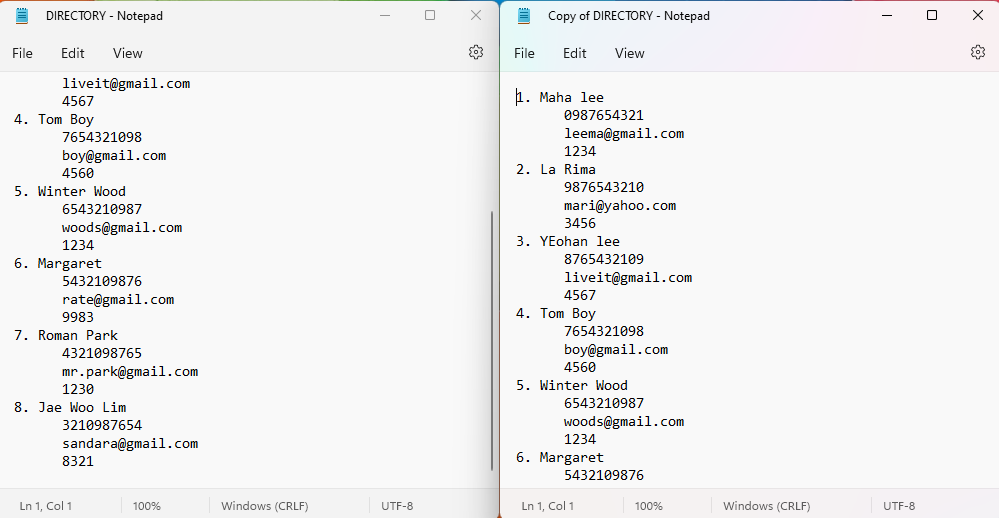 DIRECTORY - Notepad
File Edit View
liveit@gmail.com
4567
4. Tom Boy
7654321098
boy@gmail.com
4560
5. Winter Wood
6543210987
woods@gmail.com
1234
6. Margaret
5432109876
rate@gmail.com
9983
7. Roman Park
4321098765
mr.park@gmail.com
1230
8. Jae Woo Lim
3210987654
sandara@gmail.com
8321
Ln 1, Col 1 100% Windows (CRLF) UTF-8
Copy of DIRECTORY - Notepad
File Edit View
1. Maha lee
0987654321
leema@gmail.com
1234
2. La Rima
9876543210
mari@yahoo.com
3456
3. YEohan lee
8765432109
liveit@gmail.com
4567
4. Tom Boy
7654321098
boy@gmail.com
4560
5. Winter Wood
6543210987
woods@gmail.com
1234
6. Margaret
5432109876
Ln 1, Col 1 100% Windows (CRLF) UTF-8